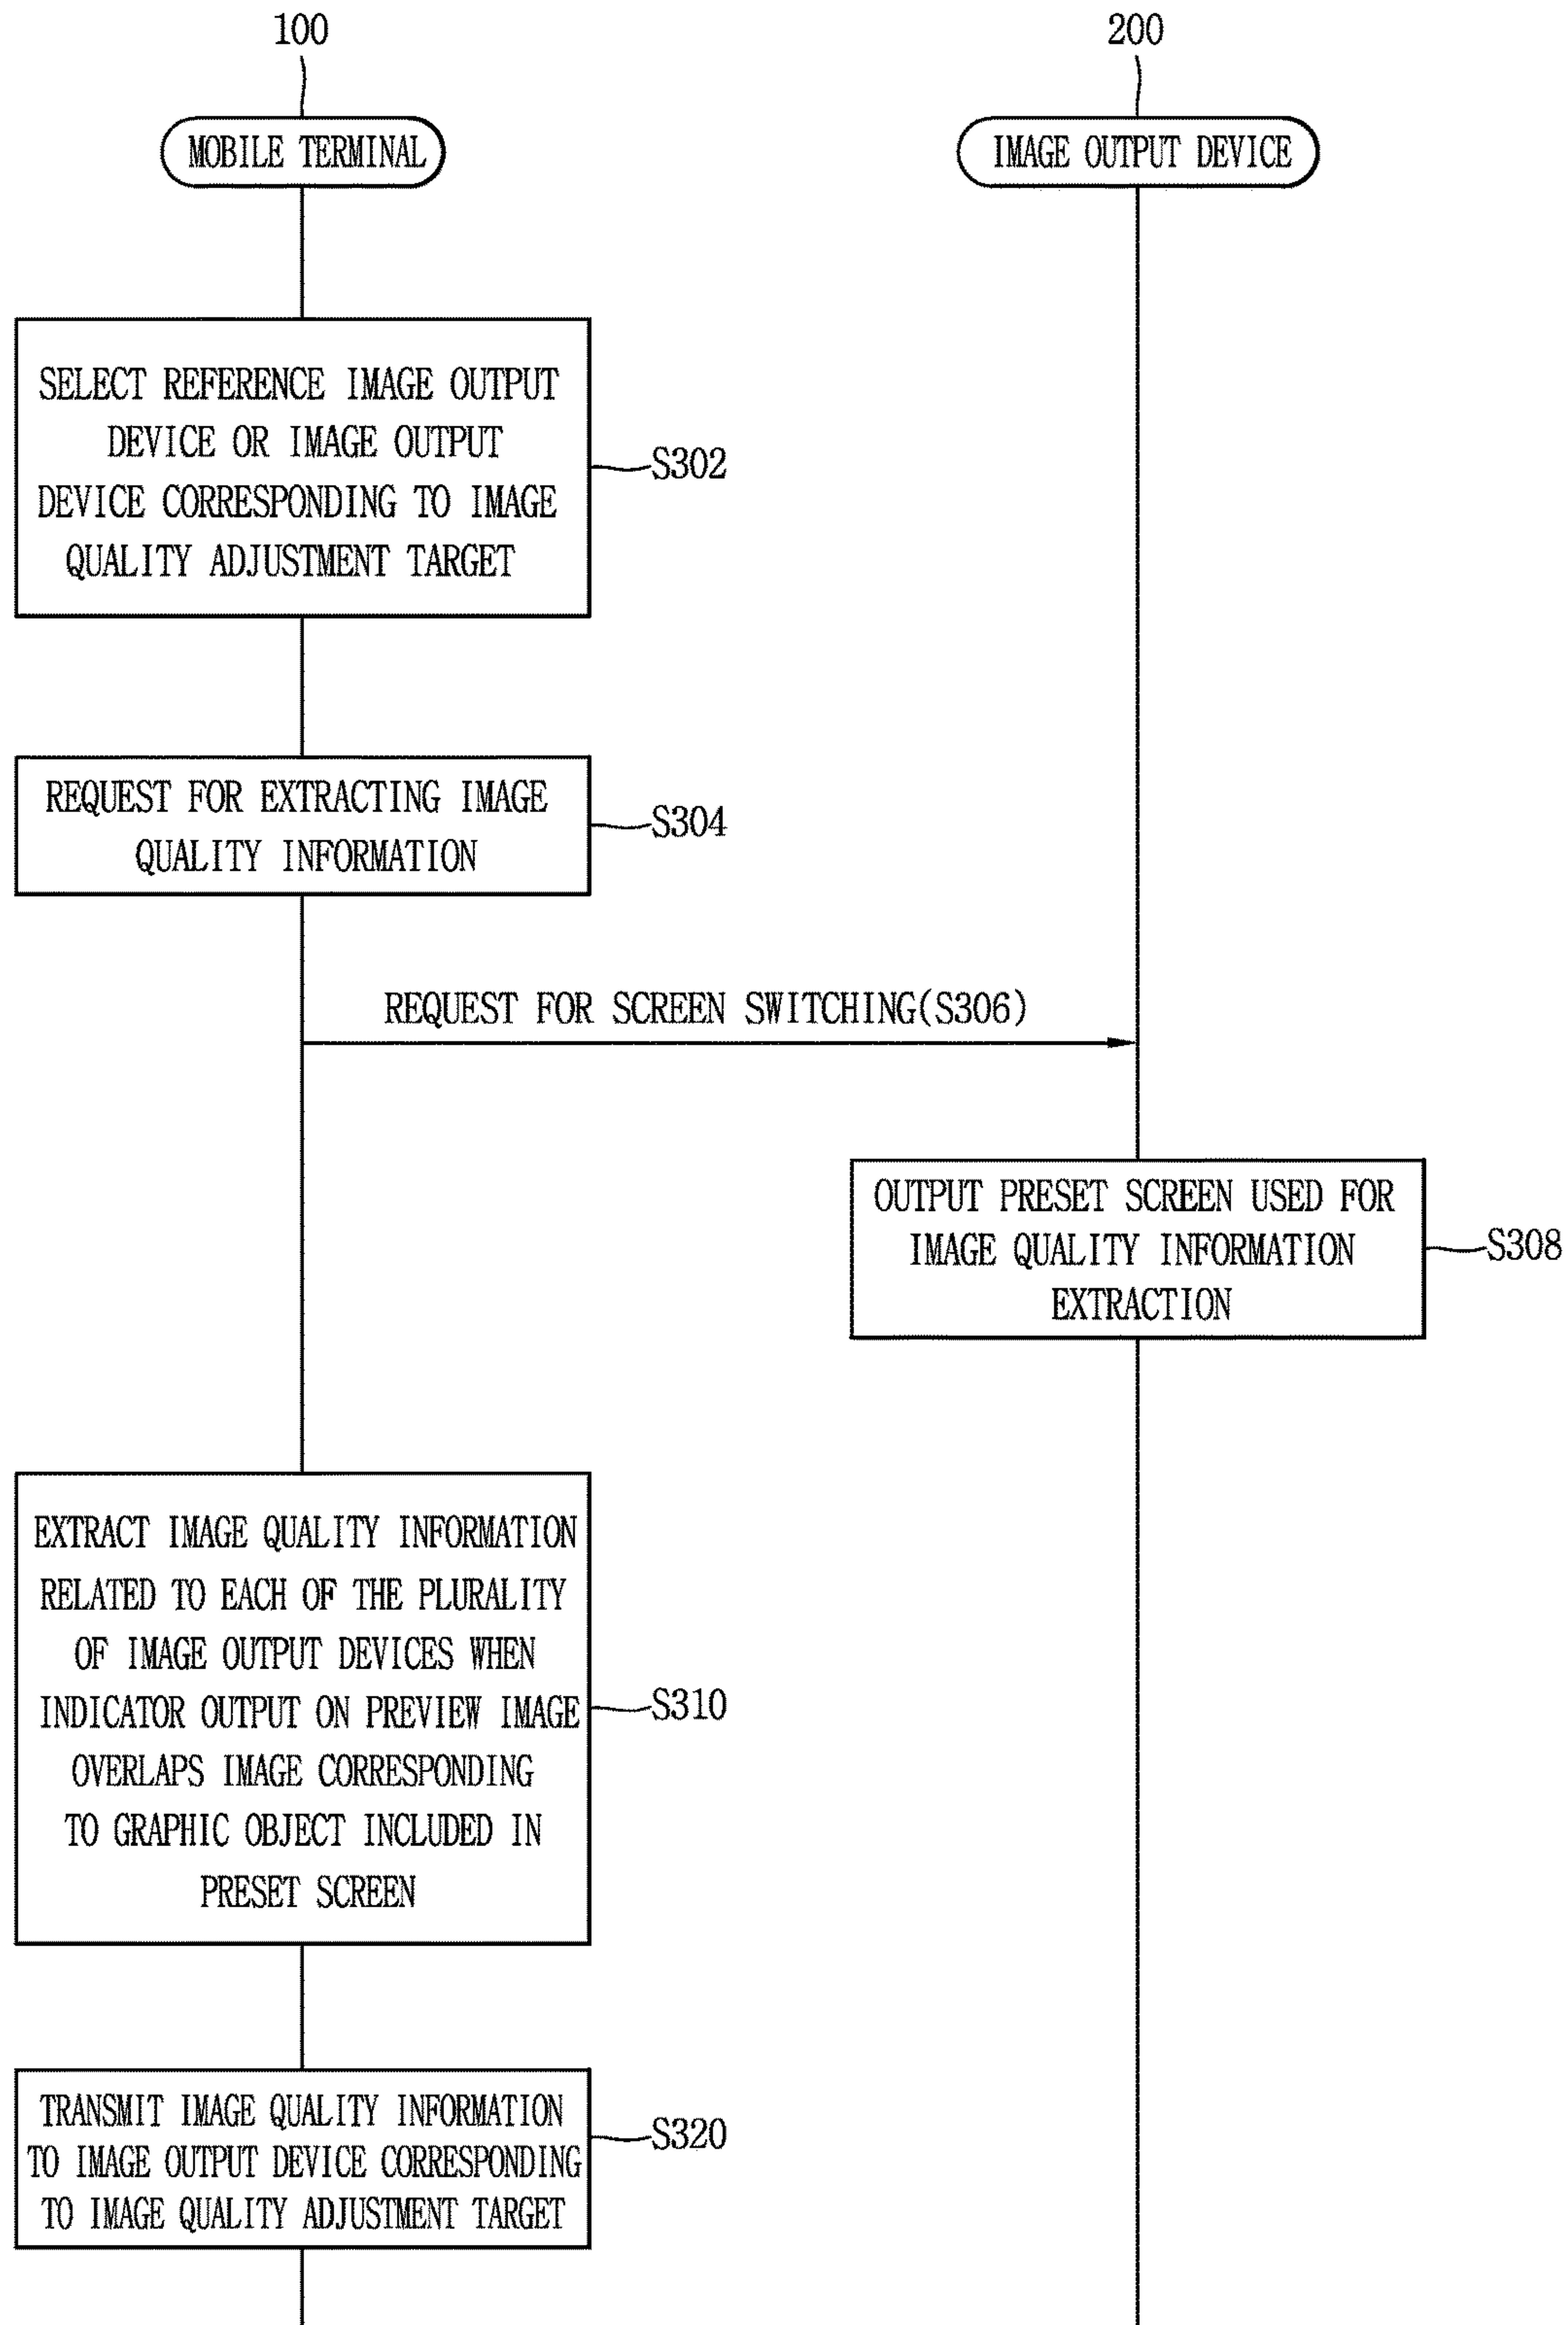 100
200
MOBILE TERMINAL
IMAGE OUTPUT DEVICE
SELECT REFERENCE IMAGE OUTPUT
DEVICE OR IMAGE OUTPUT
DEVICE CORRESPONDING TO IMAGE
QUALITY ADJUSTMENT TARGET
S302
REQUEST FOR EXTRACTING IMAGE
QUALITY INFORMATION
S304
REQUEST FOR SCREEN SWITCHING(S306)
OUTPUT PRESET SCREEN USED FOR
IMAGE QUALITY INFORMATION
EXTRACTION
S308
EXTRACT IMAGE QUALITY INFORMATION
RELATED TO EACH OF THE PLURALITY
OF IMAGE OUTPUT DEVICES WHEN
INDICATOR OUTPUT ON PREVIEW IMAGE
OVERLAPS IMAGE CORRESPONDING
TO GRAPHIC OBJECT INCLUDED IN
PRESET SCREEN
S310
TRANSMIT IMAGE QUALITY INFORMATION
TO IMAGE OUTPUT DEVICE CORRESPONDING
TO IMAGE QUALITY ADJUSTMENT TARGET
S320